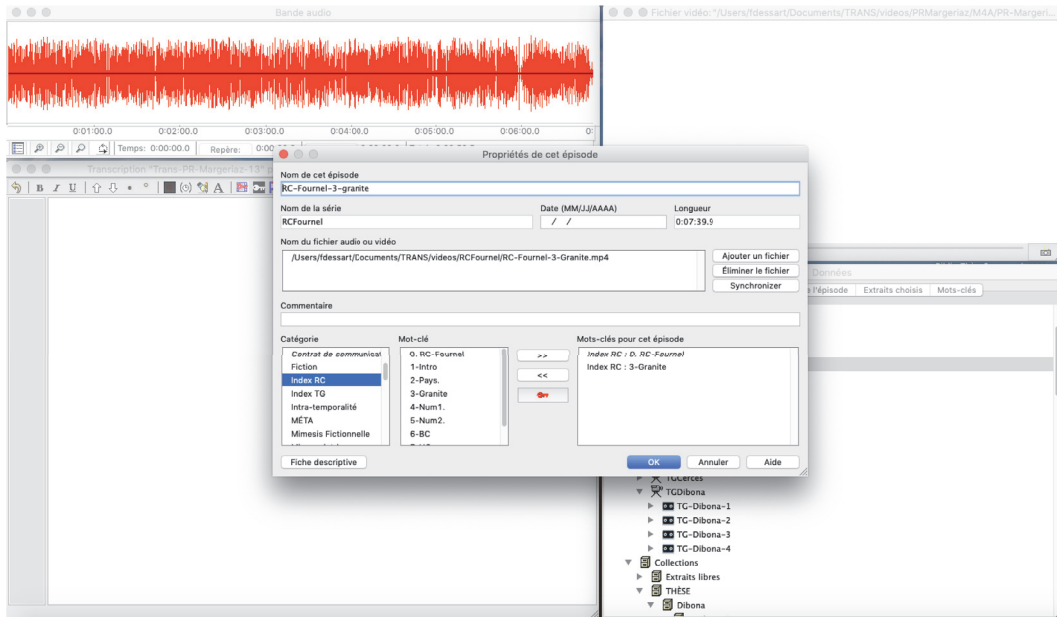 Bande audio
Fichier vidéo: "/Users/fdessart/Documents/TRANS/videos/PRMargeriaz/M4A/PR-Margeri...
0:01:00.0 0:02:00.0 0:03:00.0 0:04:00.0 0:05:00.0 0:06:00.0 0:
Temps: 0:00:00.0 Repère: 0:00
Transcription "Trans-PR-Margeriaz-13" p
B I U A
Propriétés de cet épisode
Nom de cet épisode
RC-Fournel-3-granite
Nom de la série Date (MM/JJ/AAAA) Longueur
RCFournel / / 0:07:39.9
Nom du fichier audio ou vidéo
/Users/fdessart/Documents/TRANS/videos/RCFournel/RC-Fournel-3-Granite.mp4
Ajouter un fichier
Éliminer le fichier
Synchronizer
Commentaire
Catégorie Mot-clé Mots-clés pour cet épisode
Contrat de communicat
Fiction
Index RC
Index TG
Intra-temporalité
MÉTA
Mimesis Fictionnelle
0. RC-Fournel
1-Intro
2-Pays.
3-Granite
4-Num1.
5-Num2.
6-BC
>>
<<
Index RC : 0. RC-Fournel
Index RC : 3-Granite
Fiche descriptive OK Annuler Aide
Données
l'épisode Extraits choisis Mots-clés
TGCerces
TGDibona
TG-Dibona-1
TG-Dibona-2
TG-Dibona-3
TG-Dibona-4
Collections
Extraits libres
THÈSE
Dibona